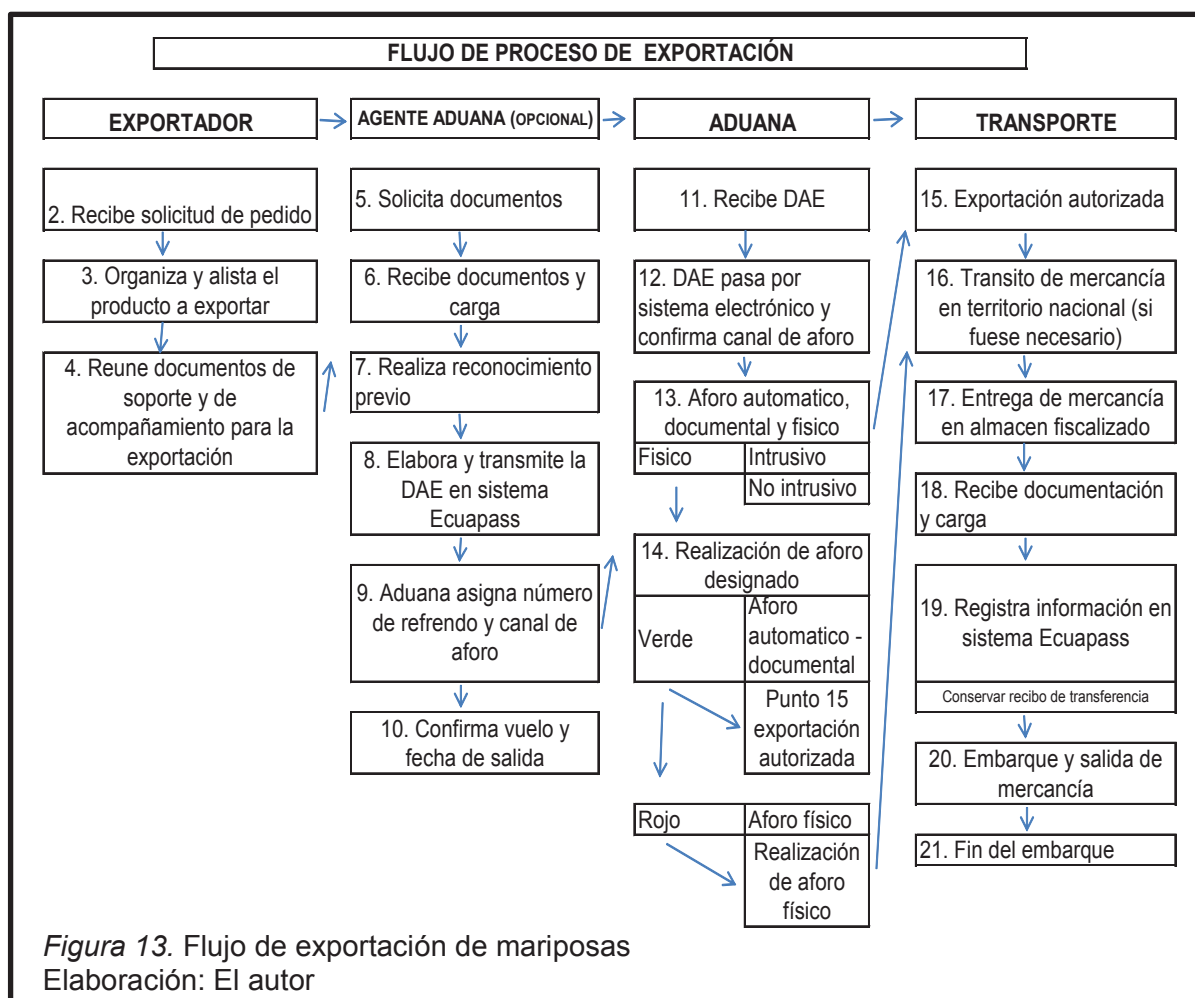 FLUJO DE PROCESO DE EXPORTACIÓN
EXPORTADOR
AGENTE ADUANA (OPCIONAL)
ADUANA
TRANSPORTE
2. Recibe solicitud de pedido
3. Organiza y alista el
producto a exportar
4. Reune documentos de
soporte y de
acompañamiento para la
exportación
5. Solicita documentos
6. Recibe documentos y
carga
7. Realiza reconocimiento
previo
8. Elabora y transmite la
DAE en sistema
Ecuapass
9. Aduana asigna número
de refrendo y canal de
aforo
10. Confirma vuelo y
fecha de salida
11. Recibe DAE
12. DAE pasa por
sistema electrónico y
confirma canal de aforo
13. Aforo automatico,
documental y fisico
Fisico
Intrusivo
No intrusivo
14. Realización de aforo
designado
Verde
Aforo
automatico -
documental
Punto 15
exportación
autorizada
Rojo
Aforo físico
Realización
de aforo
físico
15. Exportación autorizada
16. Transito de mercancía
en territorio nacional (si
fuese necesario)
17. Entrega de mercancía
en almacen fiscalizado
18. Recibe documentación
y carga
19. Registra información en
sistema Ecuapass
Conservar recibo de transferencia
20. Embarque y salida de
mercancía
21. Fin del embarque
Figura 13. Flujo de exportación de mariposas
Elaboración: El autor